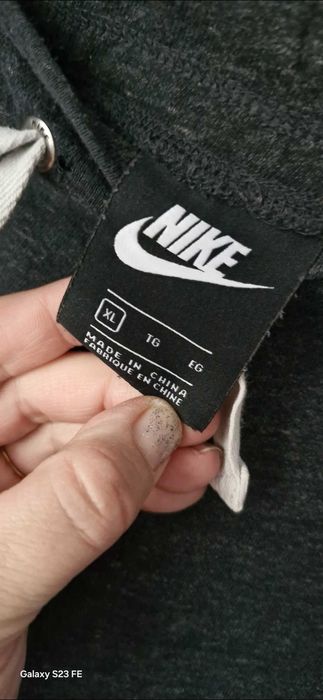 NIKE
XL TG EG
MADE IN CHINA
FABRIQUE EN CHINE
Galaxy S23 FE